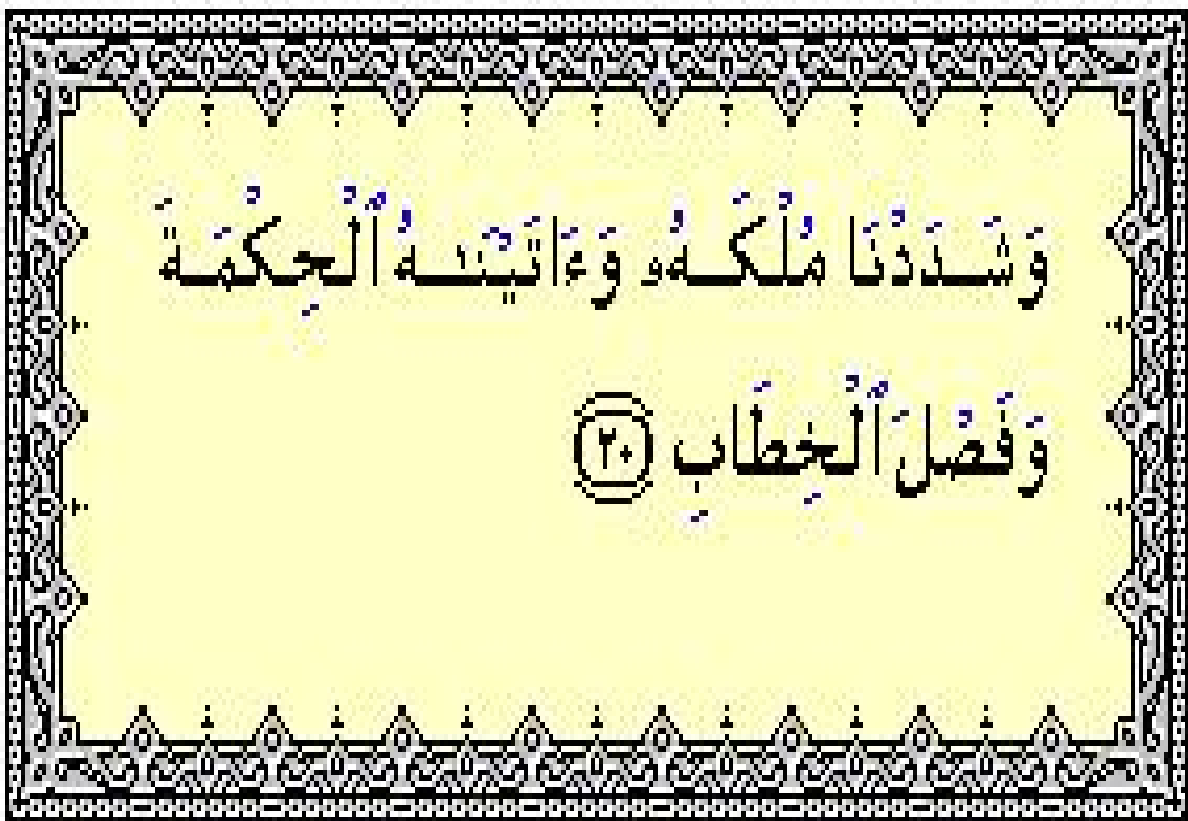 وَشَدَدْنَا مُلْكَهُۥ وَءَاتَيْنَٰهُ ٱلْحِكْمَةَ
وَفَصْلَ ٱلْخِطَابِ ۝٢٠